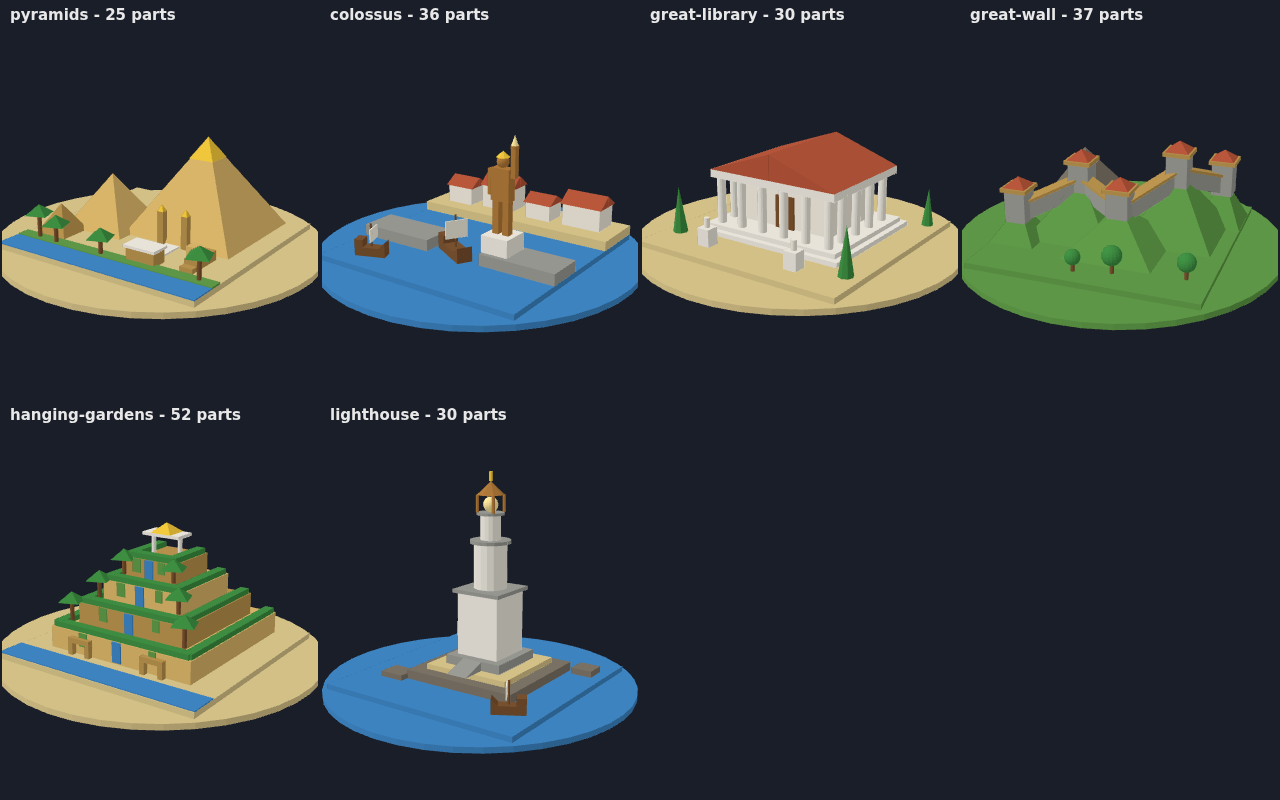 pyramids - 25 parts
colossus - 36 parts
great-library - 30 parts
great-wall - 37 parts
hanging-gardens - 52 parts
lighthouse - 30 parts